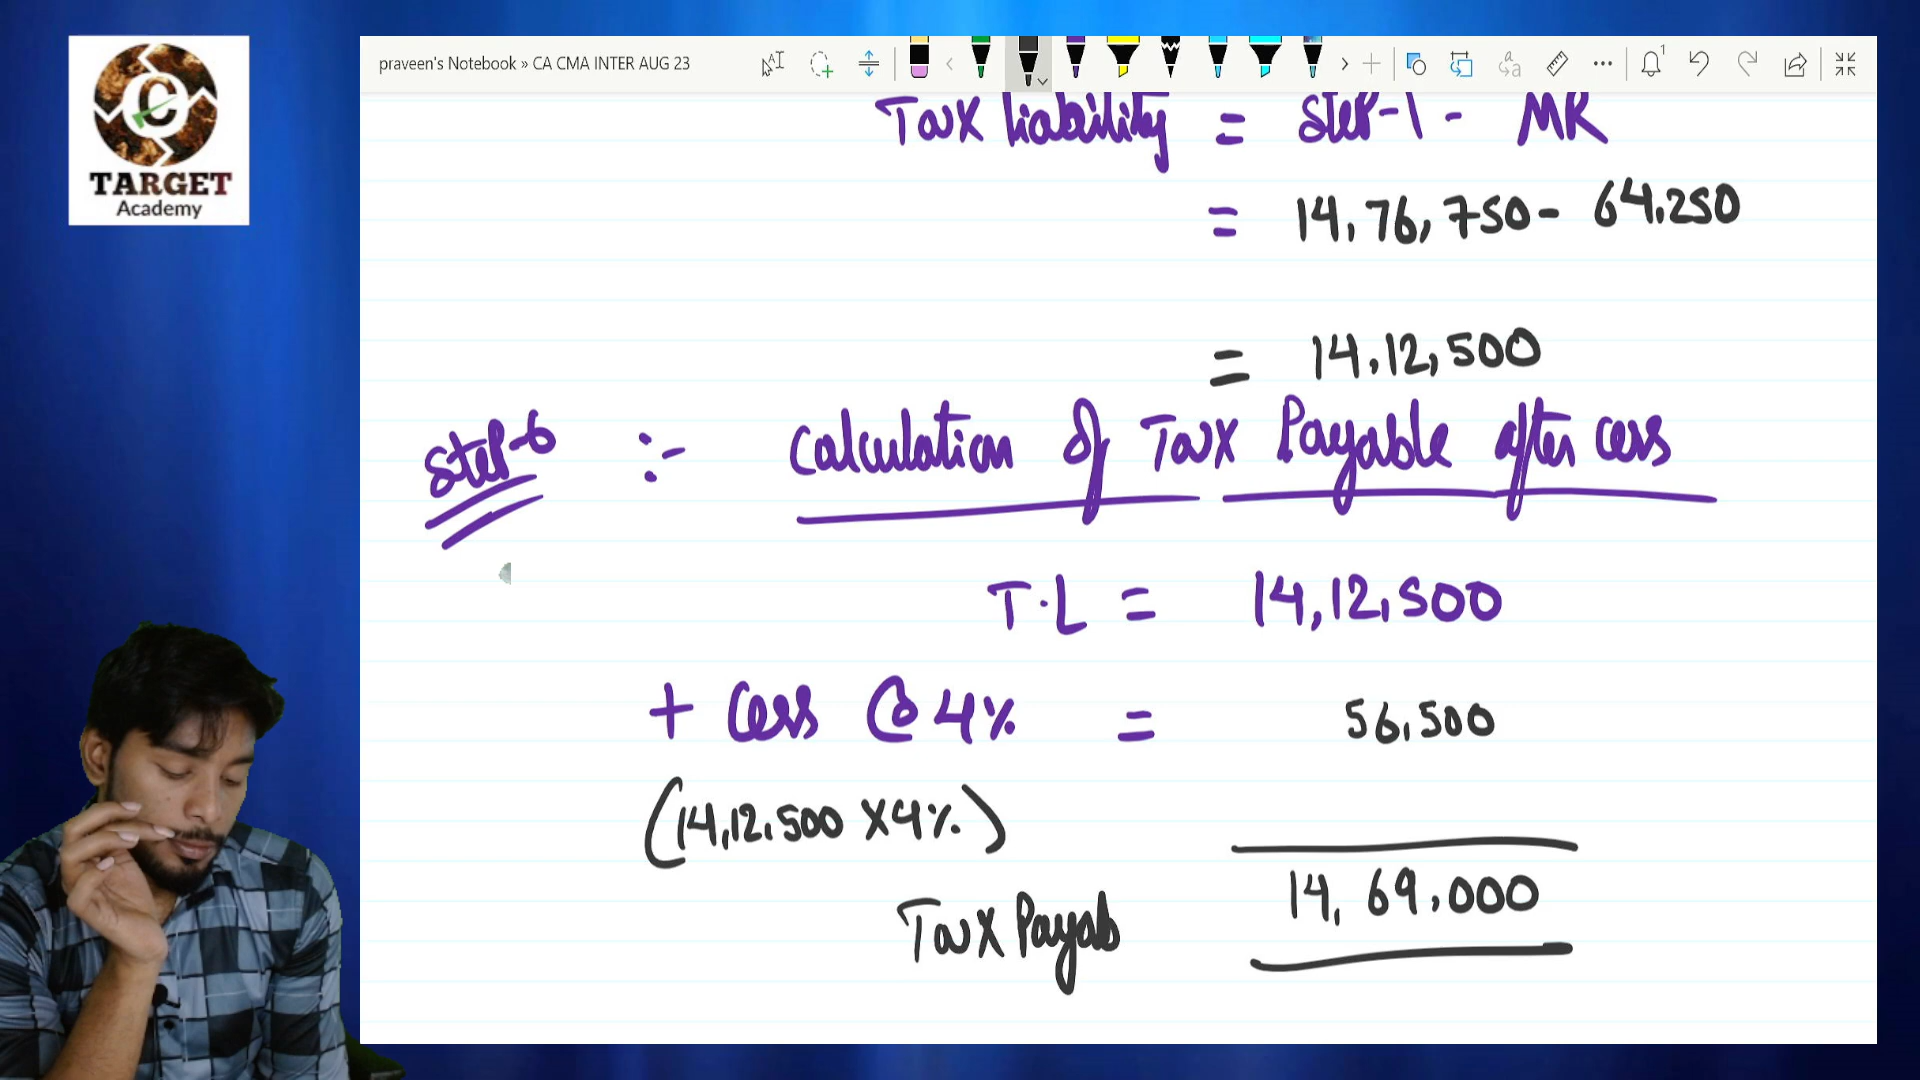 TARGET
Academy
praveen's Notebook » CA CMA INTER AUG 23
Tax liability = Step-1 - MR
= 14,76,750 - 64,250
= 14,12,500
Step-6 :- Calculation of Tax Payable after cess
T.L = 14,12,500
+ Cess @ 4% = 56,500
(14,12,500 X4%)
14,69,000
Tax Payab